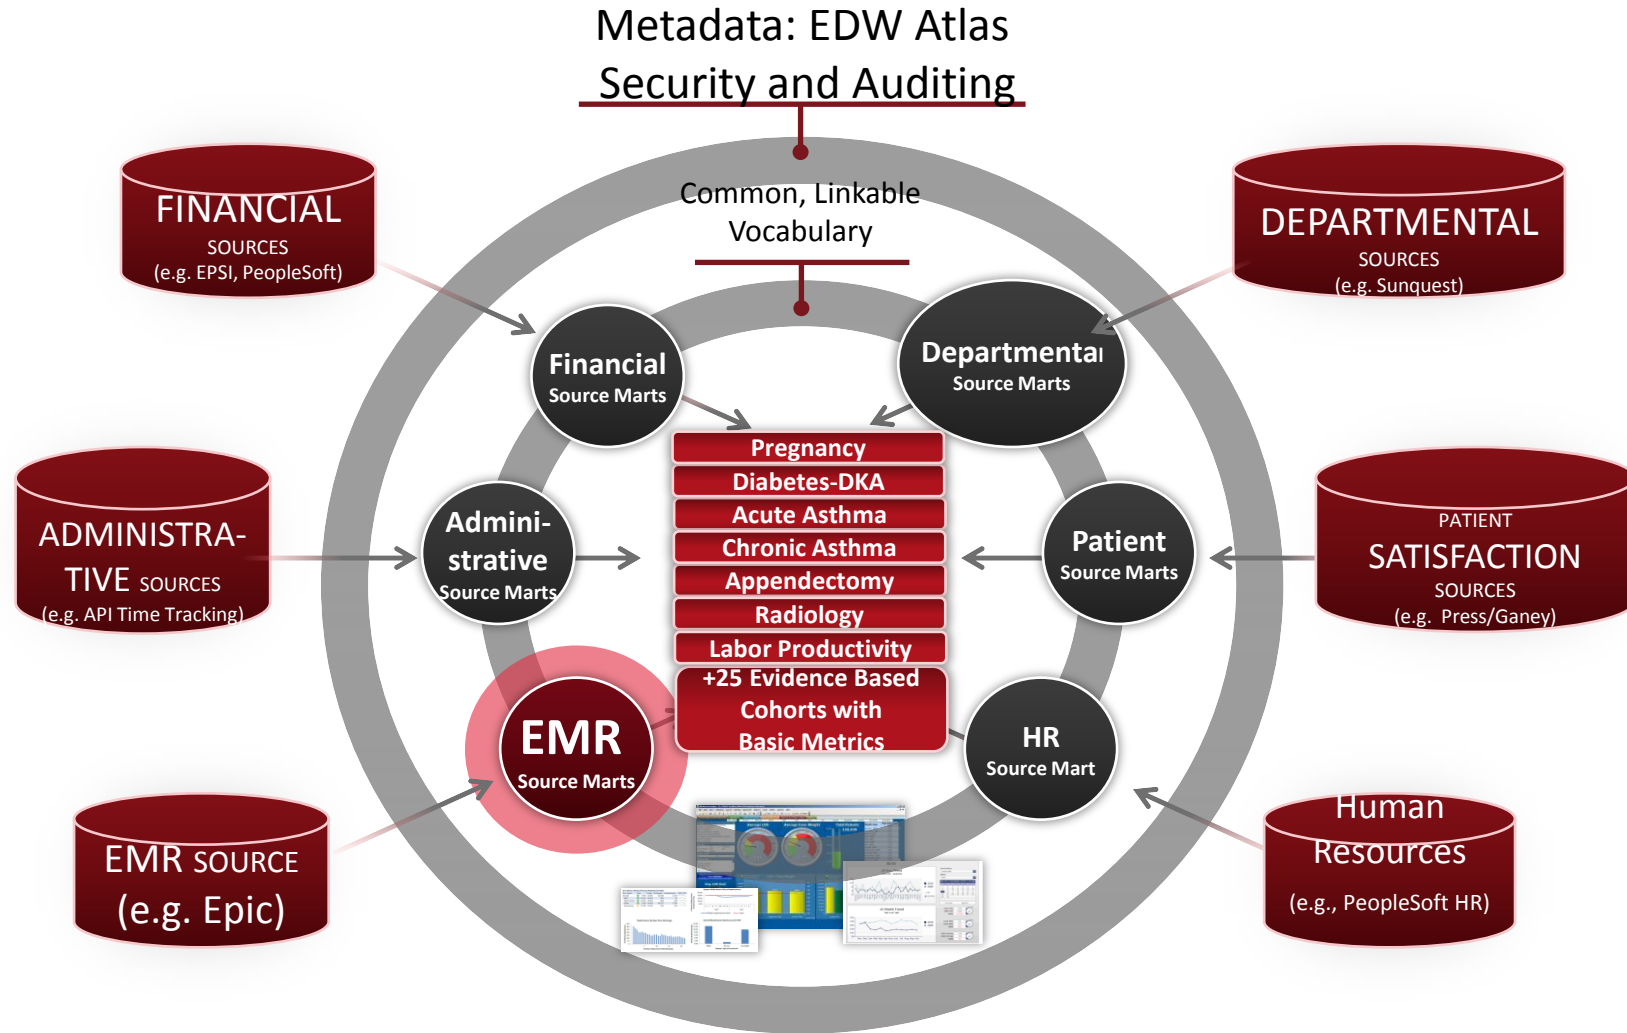 Metadata: EDW Atlas
Security and Auditing
Common, Linkable
Vocabulary
FINANCIAL
SOURCES
(e.g. EPSI, PeopleSoft)
DEPARTMENTAL
SOURCES
(e.g. Sunquest)
Financial
Source Marts
Departmental
Source Marts
ADMINISTRA-
TIVE SOURCES
(e.g. API Time Tracking)
Admini-
strative
Source Marts
Pregnancy
Diabetes-DKA
Acute Asthma
Chronic Asthma
Appendectomy
Radiology
Labor Productivity
+25 Evidence Based
Cohorts with
Basic Metrics
Patient
Source Marts
PATIENT
SATISFACTION
SOURCES
(e.g. Press/Ganey)
EMR
Source Marts
HR
Source Mart
EMR SOURCE
(e.g. Epic)
Human
Resources
(e.g., PeopleSoft HR)